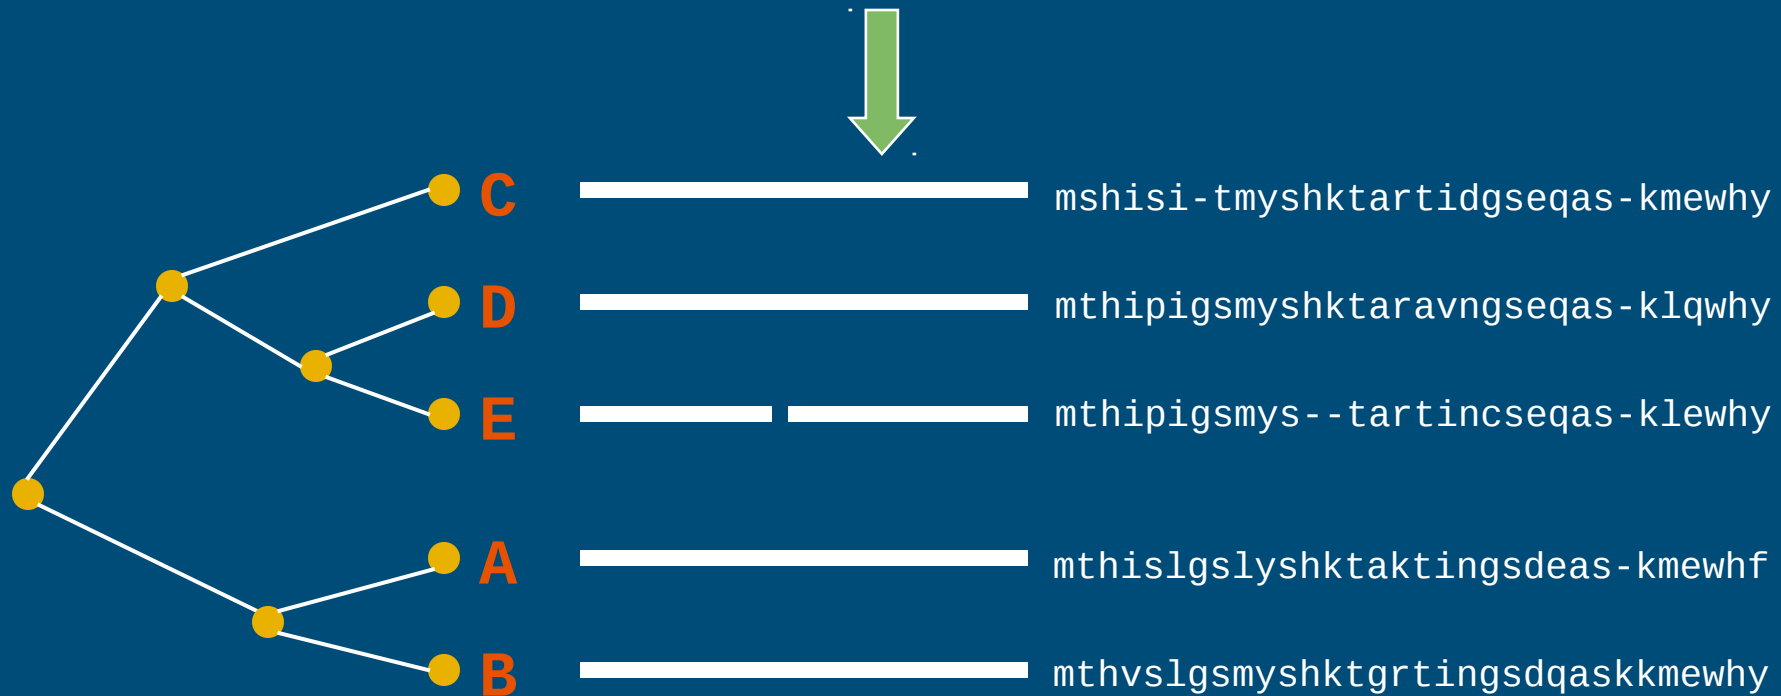 C mshisi-tmyshktartidgseqas-kmewhy
D mthipigsmyshktaravngseqas-klqwhy
E mthipigsmys--tartincseqas-klewhy
A mthislgslyshktaktingsdeas-kmewhf
B mthvslgsmyshktgrtingsdqaskkmewhy